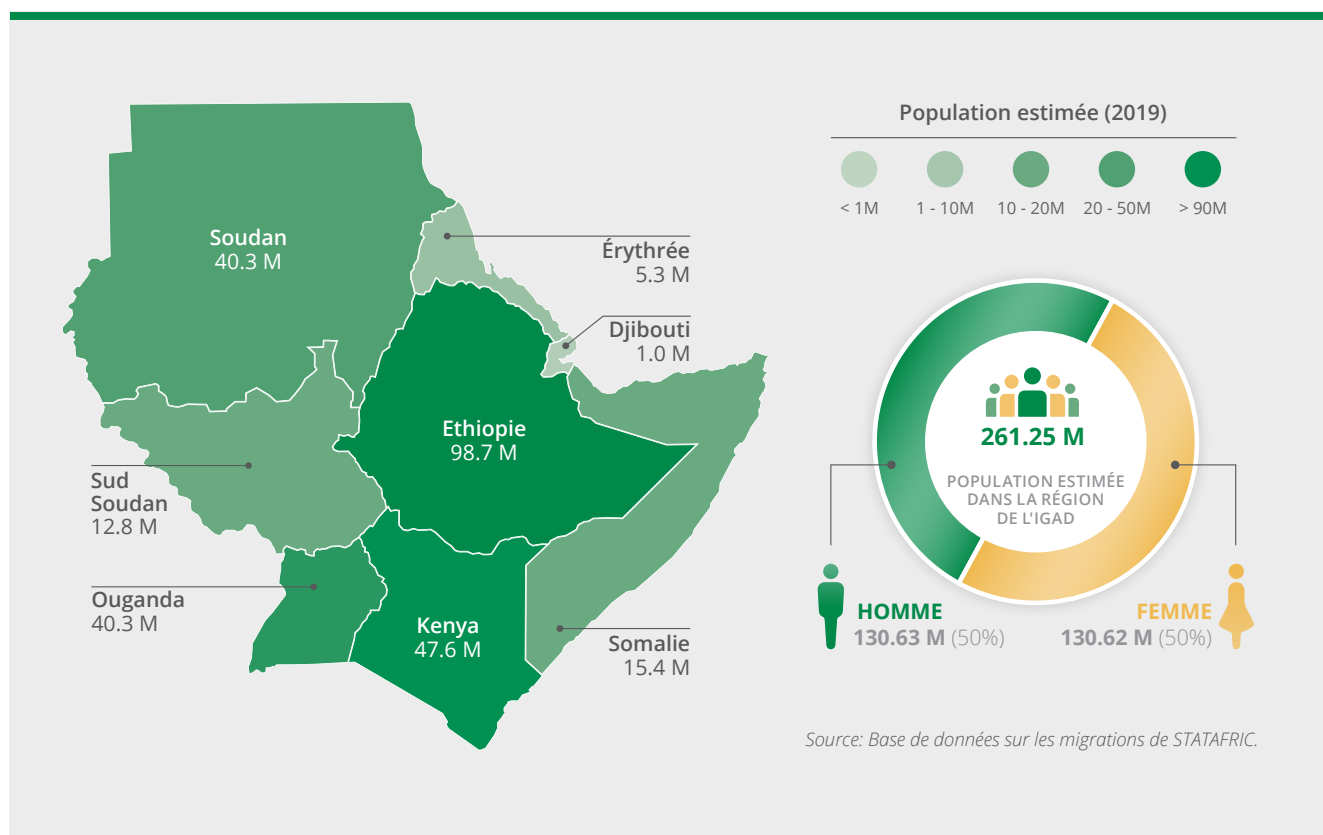 Population estimée (2019)
< 1M
1 - 10M
10 - 20M
20 - 50M
> 90M
Soudan
40.3 M
Érythrée
5.3 M
Djibouti
1.0 M
Ethiopie
98.7 M
Sud
Soudan
12.8 M
Ouganda
40.3 M
Kenya
47.6 M
Somalie
15.4 M
261.25 M
POPULATION ESTIMÉE
DANS LA RÉGION
DE L'IGAD
HOMME
130.63 M (50%)
FEMME
130.62 M (50%)
Source: Base de données sur les migrations de STATAFRIC.